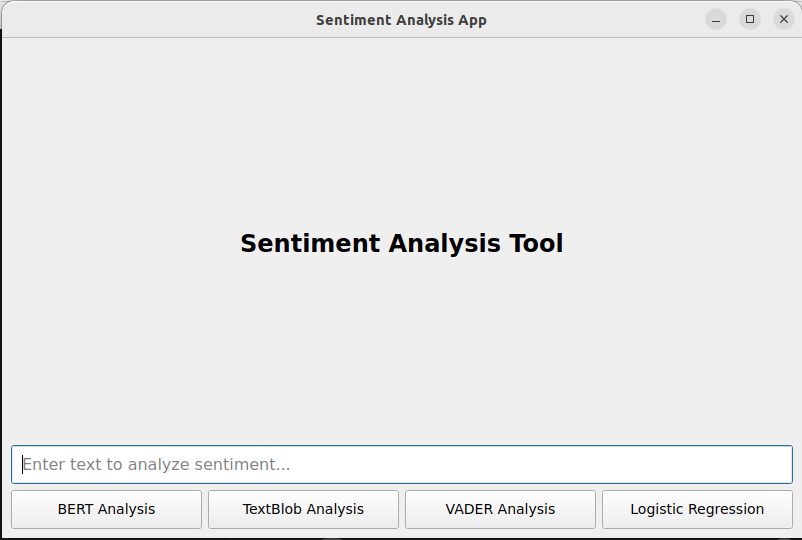 Sentiment Analysis App
Sentiment Analysis Tool
Enter text to analyze sentiment...
BERT Analysis TextBlob Analysis VADER Analysis Logistic Regression